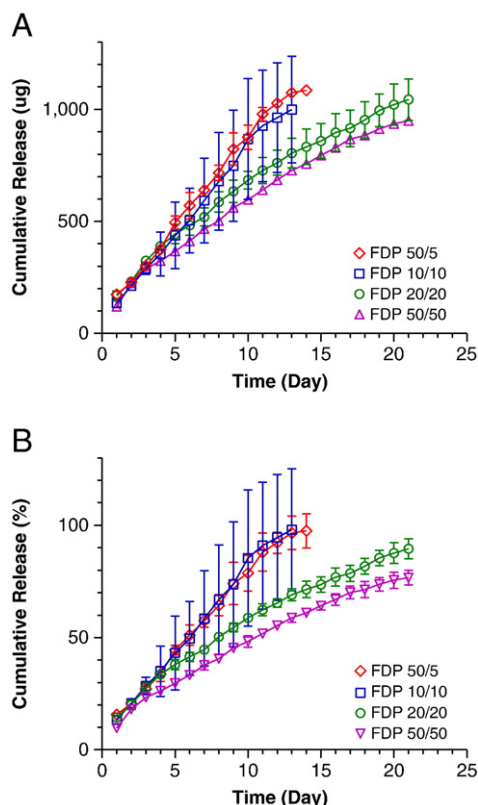 A
Cumulative Release (ug)
1,000
500
0
FDP 50/5
FDP 10/10
FDP 20/20
FDP 50/50
0 5 10 15 20 25
Time (Day)
B
Cumulative Release (%)
100
50
0
FDP 50/5
FDP 10/10
FDP 20/20
FDP 50/50
0 5 10 15 20 25
Time (Day)